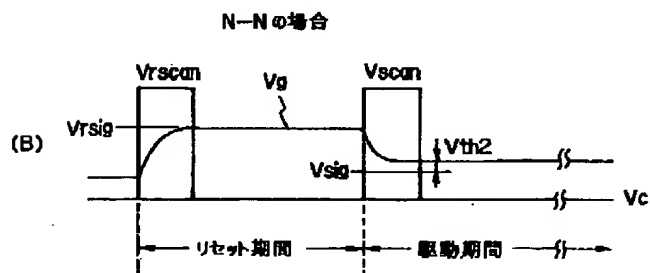 N−Nの場合
Vrscan
Vg
Vscan
Vrsig
(B)
Vth2
Vsig
Vc
リセット期間
駆動期間